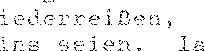 iederreißen,
ins seien. Ia